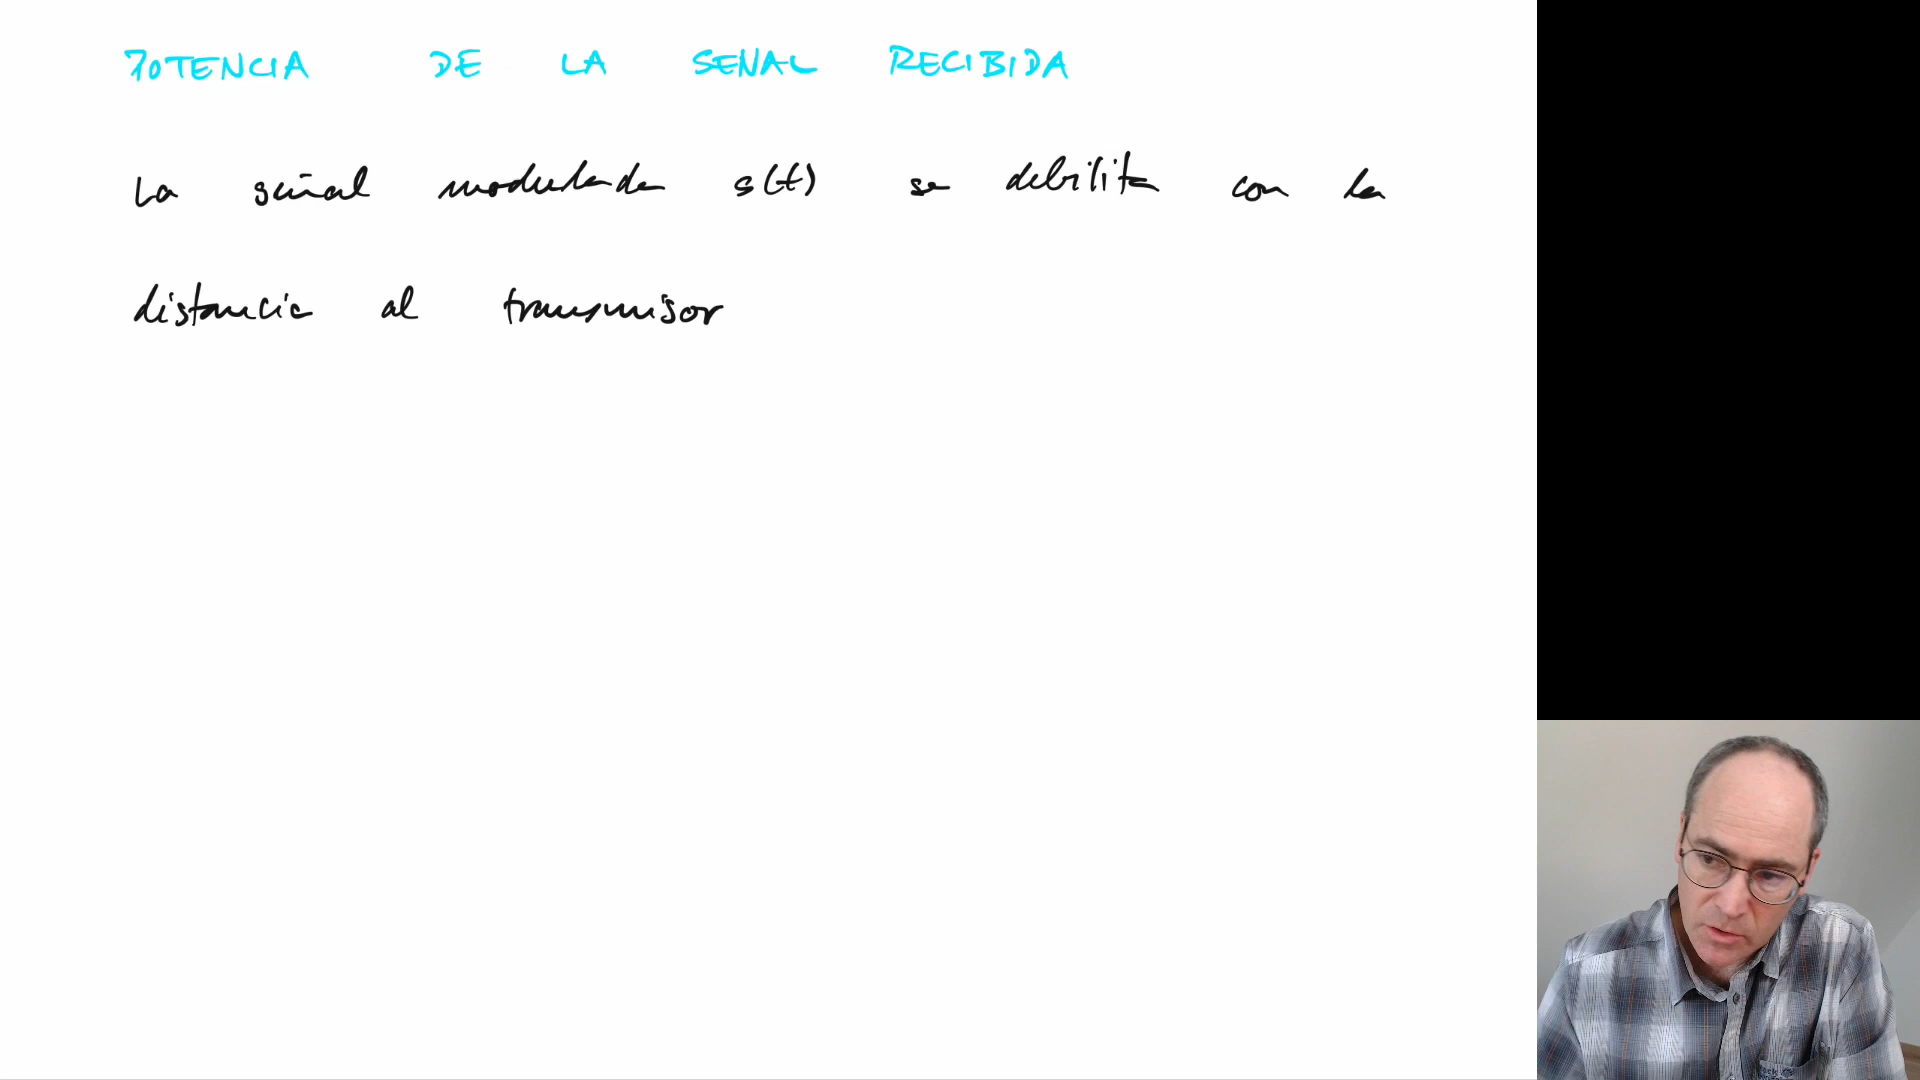 POTENCIA DE LA SEÑAL RECIBIDA
La señal modulada s(t) se debilita con la
distancia al transmisor